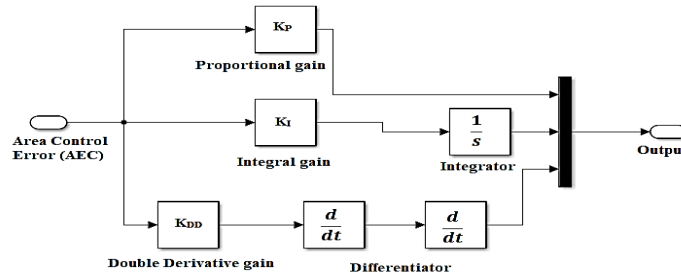 KP
Proportional gain
Area Control
Error (AEC)
KI
Integral gain
1
s
Integrator
Output
KDD
Double Derivative gain
d
dt
d
dt
Differentiator